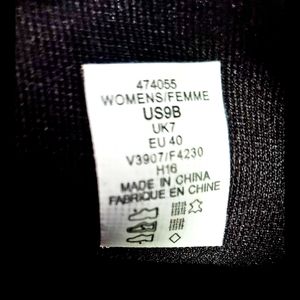 474055
WOMENS/FEMME
US9B
UK7
EU 40
V3907/F4230
H16
MADE IN CHINA
FABRIQUE EN CHINE